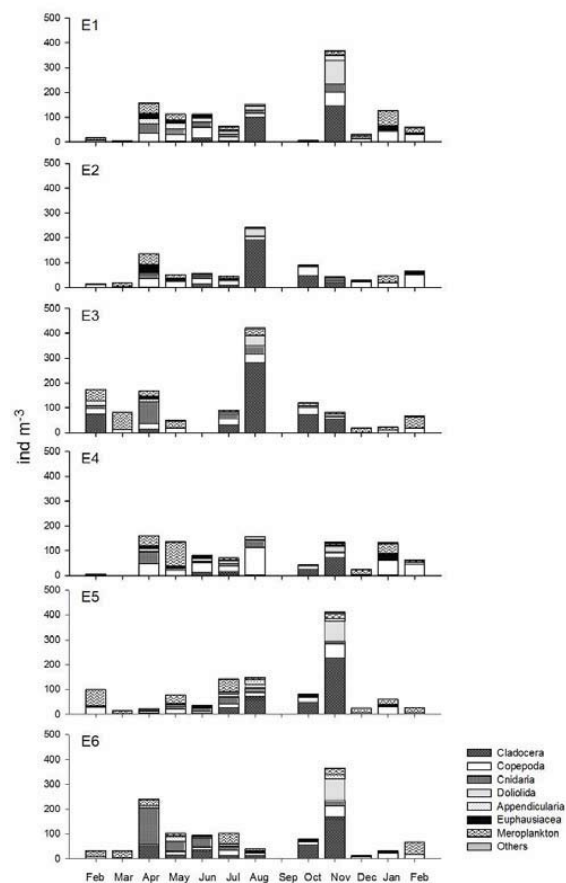 E1
500
400
300
200
100
0
E2
500
400
300
200
100
0
E3
500
400
300
200
100
0
ind m-3
E4
500
400
300
200
100
0
E5
500
400
300
200
100
0
E6
500
400
300
200
100
0
Feb Mar Apr May Jun Jul Aug Sep Oct Nov Dec Jan Feb
Cladocera
Copepoda
Cnidaria
Doliolida
Appendicularia
Euphausiacea
Meroplankton
Others